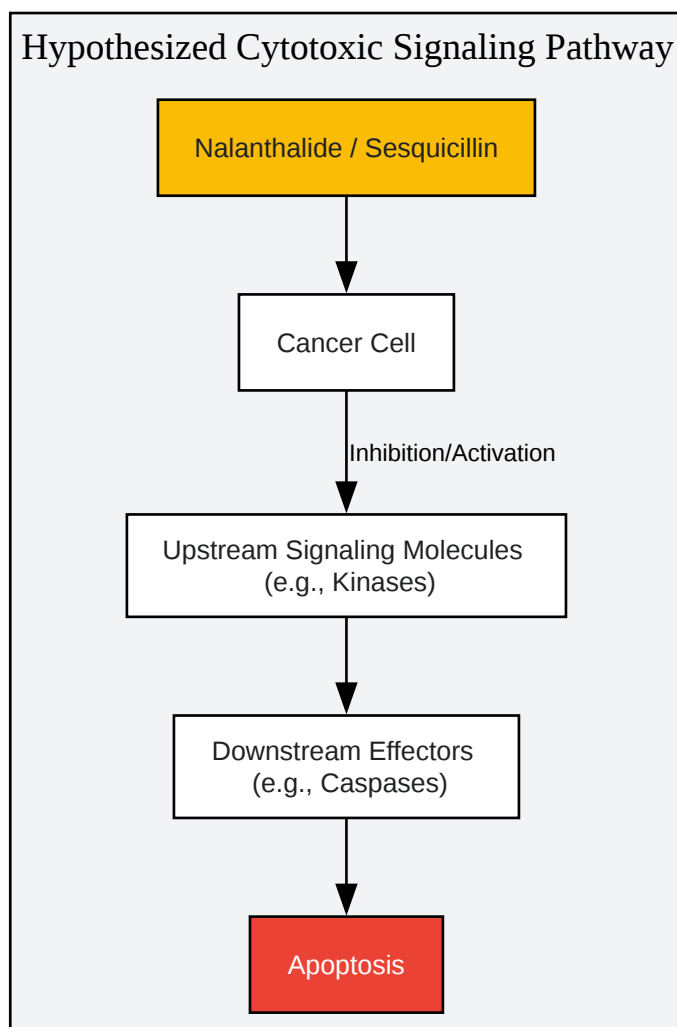 Hypothesized Cytotoxic Signaling Pathway
Nalanthalide / Sesquicillin
Cancer Cell
Inhibition/Activation
Upstream Signaling Molecules
(e.g., Kinases)
Downstream Effectors
(e.g., Caspases)
Apoptosis